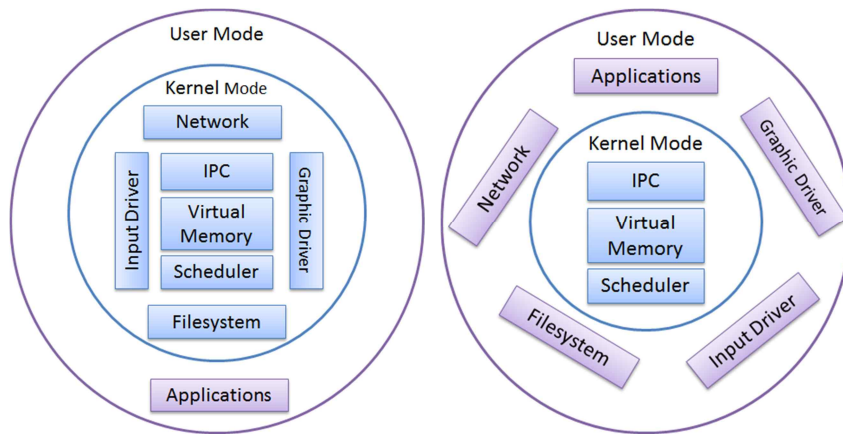 User Mode
Kernel Mode
Network
Input Driver
IPC
Virtual
Memory
Scheduler
Graphic Driver
Filesystem
Applications
User Mode
Applications
Network
Kernel Mode
IPC
Virtual
Memory
Scheduler
Graphic Driver
Filesystem
Input Driver